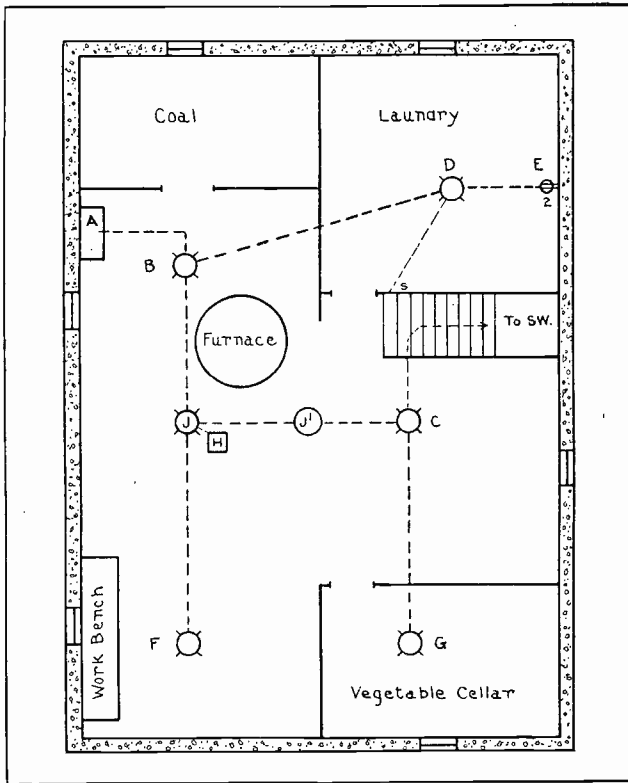 Coal
Laundry
D
E
2
A
B
S
Furnace
To SW.
J
J'
C
H
Work Bench
F
G
Vegetable Cellar